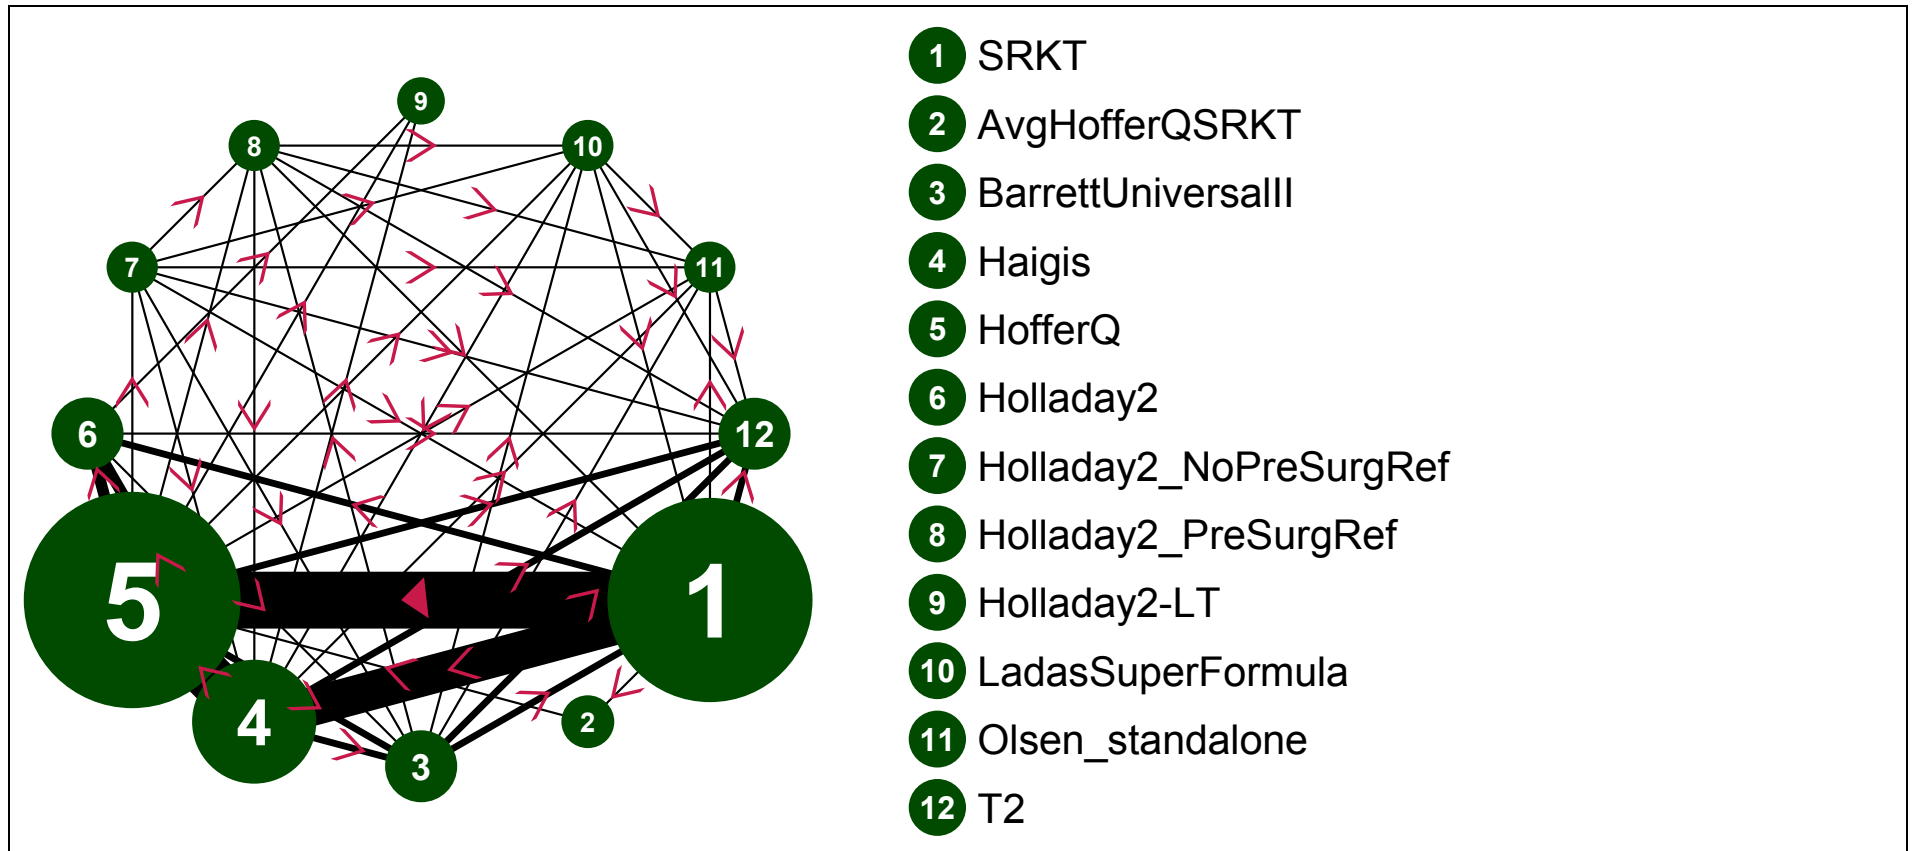 9
8
10
7
11
6
12
5
1
4
2
3
1 SRKT
2 AvgHofferQSRKT
3 BarrettUniversalII
4 Haigis
5 HofferQ
6 Holladay2
7 Holladay2_NoPreSurgRef
8 Holladay2_PreSurgRef
9 Holladay2-LT
10 LadasSuperFormula
11 Olsen_standalone
12 T2